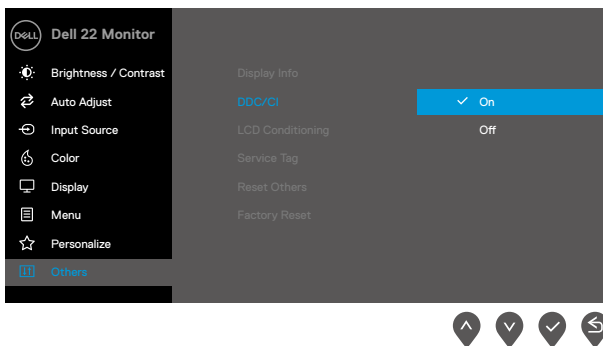 DELL Dell 22 Monitor
Brightness / Contrast
Auto Adjust
Input Source
Color
Display
Menu
Personalize
Others
Display Info
DDC/CI
LCD Conditioning
Service Tag
Reset Others
Factory Reset
On
Off